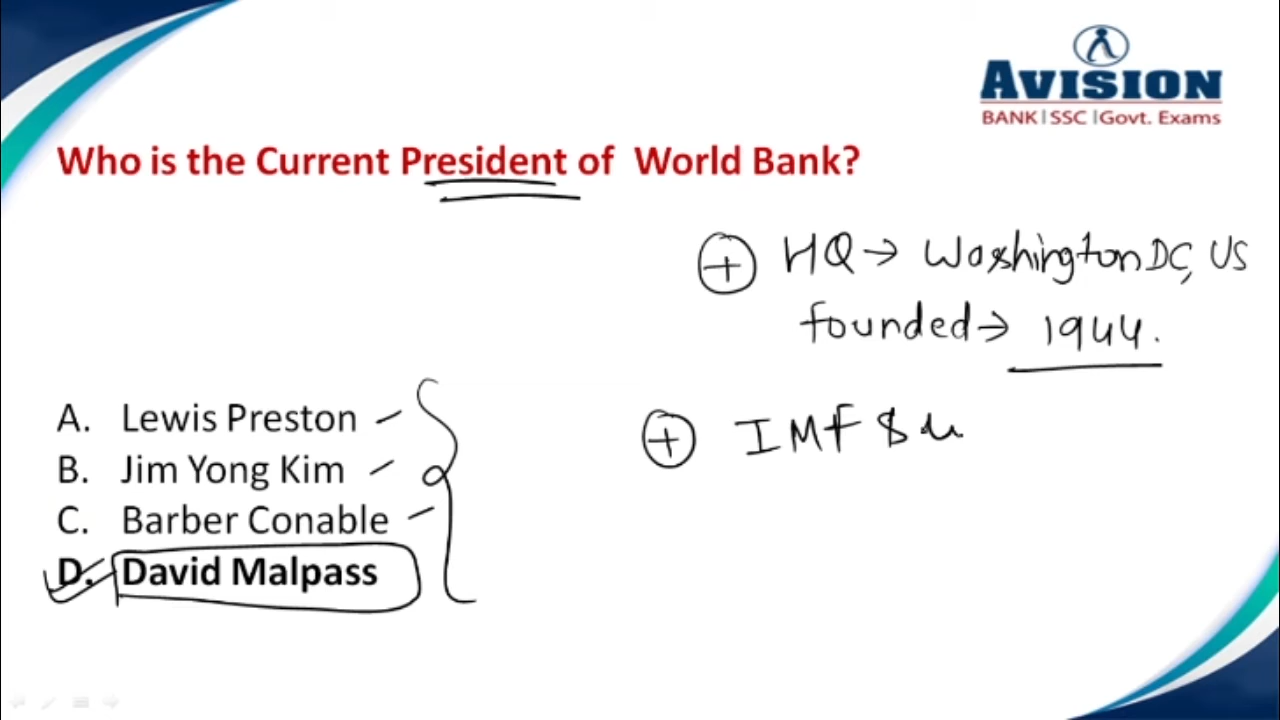 AVISION
BANK | SSC | Govt. Exams
Who is the Current President of World Bank?
+ HQ → Washington DC, US
founded → 1944.
A. Lewis Preston
+ IMF &
B. Jim Yong Kim
C. Barber Conable
D. David Malpass